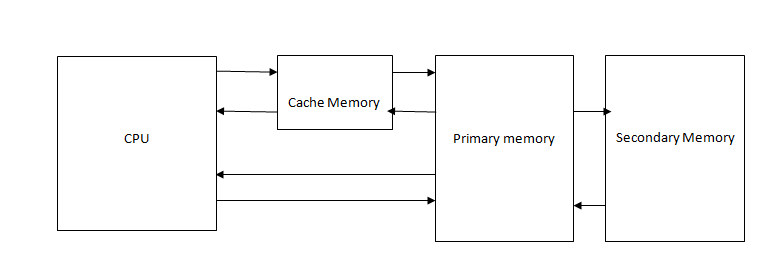 Cache Memory
CPU
Primary memory
Secondary Memory